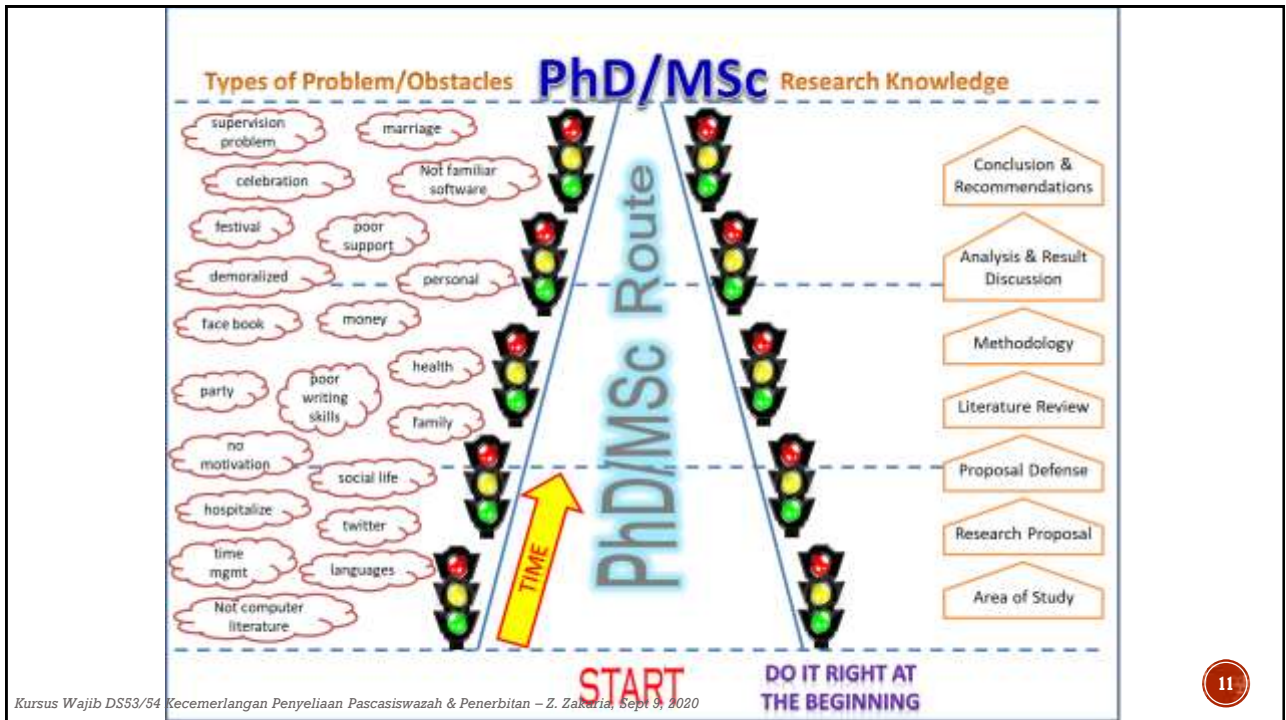 Types of Problem/Obstacles
PhD/MSc
Research Knowledge
supervision
problem
marriage
celebration
Not familiar
software
festival
poor
support
demoralized
personal
face book
money
health
party
poor
writing
skills
family
no
motivation
social life
hospitalize
twitter
time
mgmt
languages
Not computer
literature
PhD/MSc Route
TIME
Conclusion &
Recommendations
Analysis & Result
Discussion
Methodology
Literature Review
Proposal Defense
Research Proposal
Area of Study
START
DO IT RIGHT AT
THE BEGINNING
Kursus Wajib DS53/54 Kecemerlangan Penyeliaan Pascasiswazah & Penerbitan – Z. Zakaria, Sept 9, 2020
11